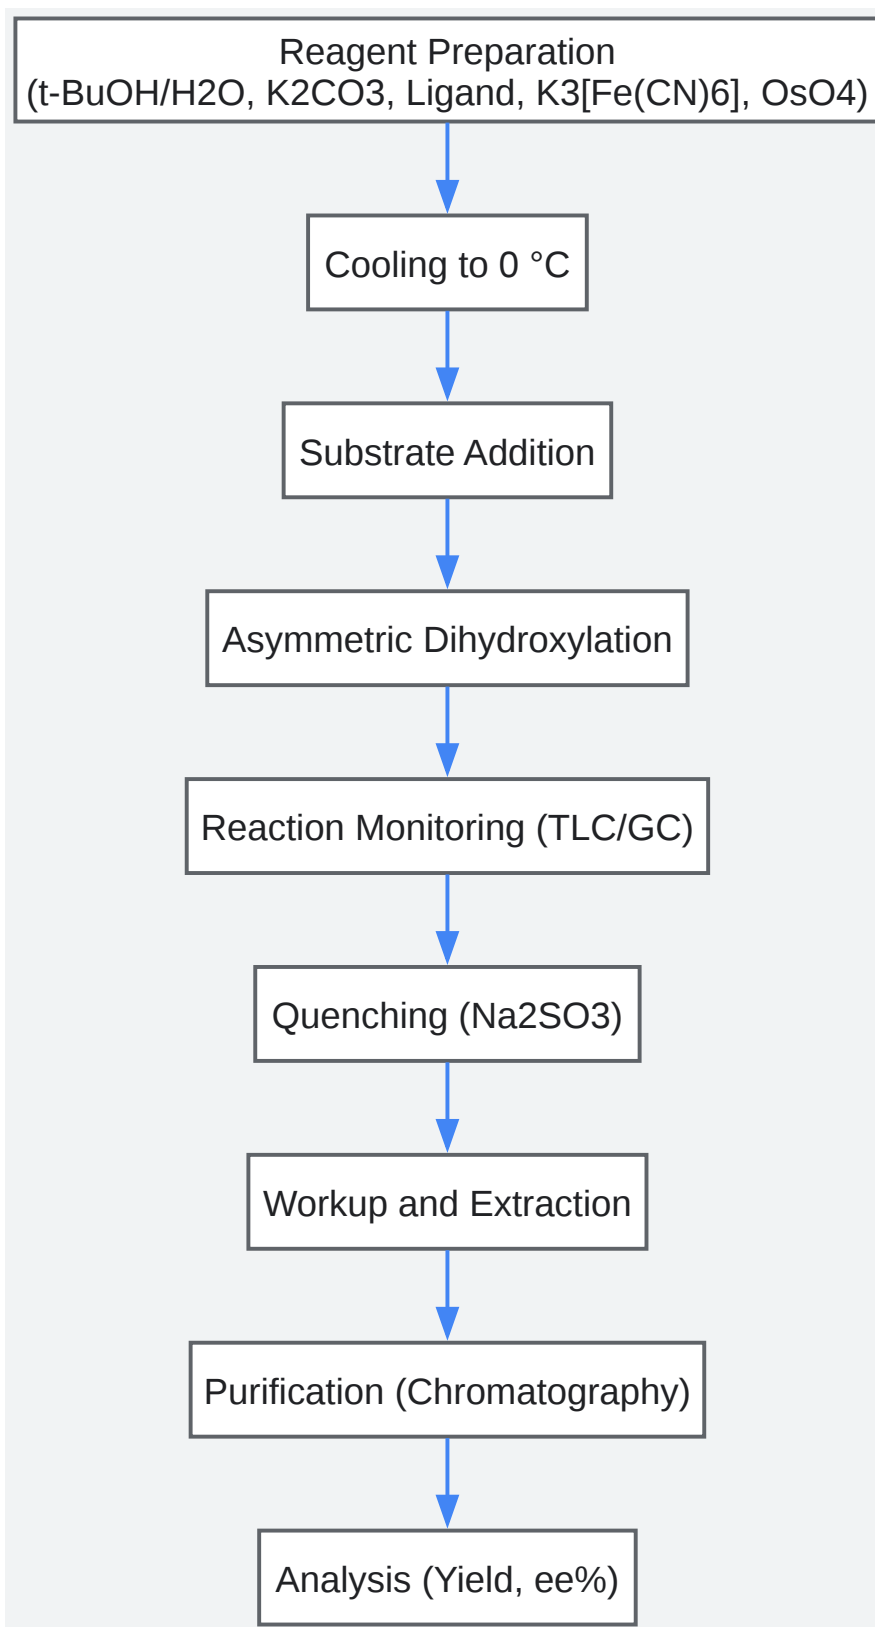 Reagent Preparation
(t-BuOH/H2O, K2CO3, Ligand, K3[Fe(CN)6], OsO4)
Cooling to 0 °C
Substrate Addition
Asymmetric Dihydroxylation
Reaction Monitoring (TLC/GC)
Quenching (Na2SO3)
Workup and Extraction
Purification (Chromatography)
Analysis (Yield, ee%)